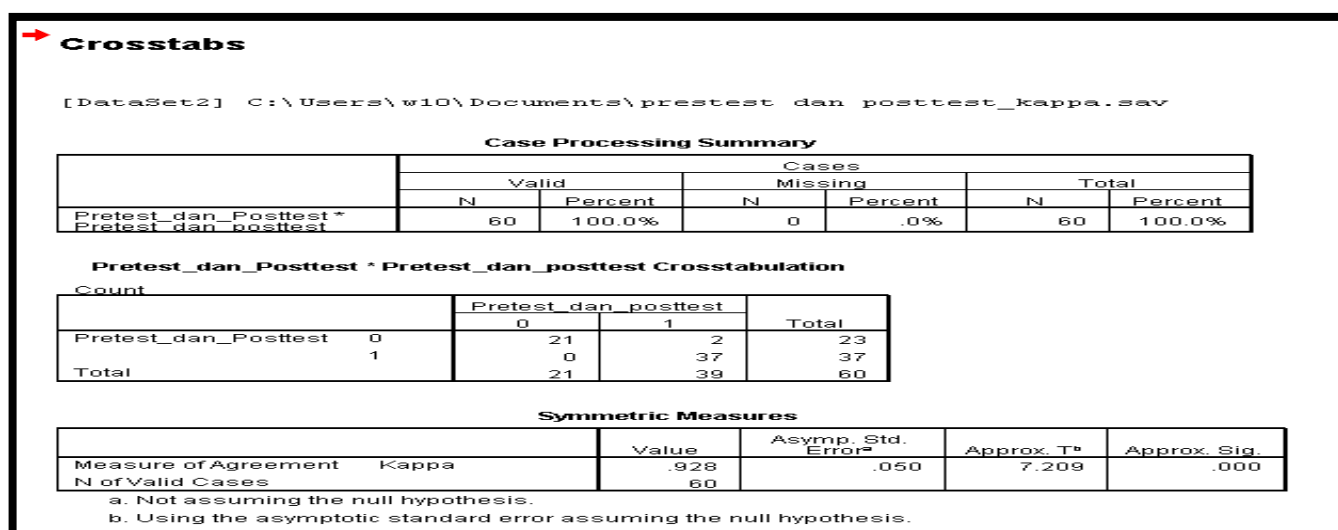 Crosstabs
[DataSet2] C:\Users\w10\Documents\prestest dan posttest_kappa.sav
Case Processing Summary
Cases
Valid Missing Total
N Percent N Percent N Percent
Pretest_dan_Posttest * Pretest_dan_posttest 60 100.0% 0 .0% 60 100.0%
Pretest_dan_Posttest * Pretest_dan_posttest Crosstabulation
Count
Pretest_dan_posttest
0 1 Total
Pretest_dan_Posttest 0 21 2 23
1 0 37 37
Total 21 39 60
Symmetric Measures
Value Asymp. Std. Errorᵃ Approx. Tᵇ Approx. Sig.
Measure of Agreement Kappa .928 .050 7.209 .000
N of Valid Cases 60
a. Not assuming the null hypothesis.
b. Using the asymptotic standard error assuming the null hypothesis.